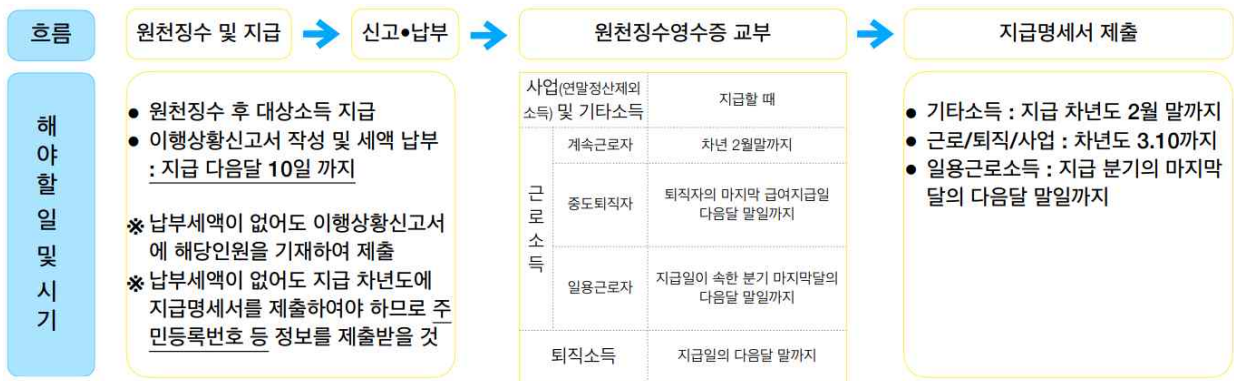 흐름
원천징수 및 지급
신고•납부
원천징수영수증 교부
지급명세서 제출
해
야
할
일
및
시
기
● 원천징수 후 대상소득 지급
● 이행상황신고서 작성 및 세액 납부
: 지급 다음달 10일 까지
※ 납부세액이 없어도 이행상황신고서
에 해당인원을 기재하여 제출
※ 납부세액이 없어도 지급 차년도에
지급명세서를 제출하여야 하므로 주
민등록번호 등 정보를 제출받을 것
사업(연말정산제외
소득) 및 기타소득
지급할 때
근
로
소
득
계속근로자
차년 2월말까지
중도퇴직자
퇴직자의 마지막 급여지급일
다음달 말일까지
일용근로자
지급일이 속한 분기 마지막달의
다음달 말일까지
퇴직소득
지급일의 다음달 말까지
● 기타소득 : 지급 차년도 2월 말까지
● 근로/퇴직/사업 : 차년도 3.10까지
● 일용근로소득 : 지급 분기의 마지막
달의 다음달 말일까지